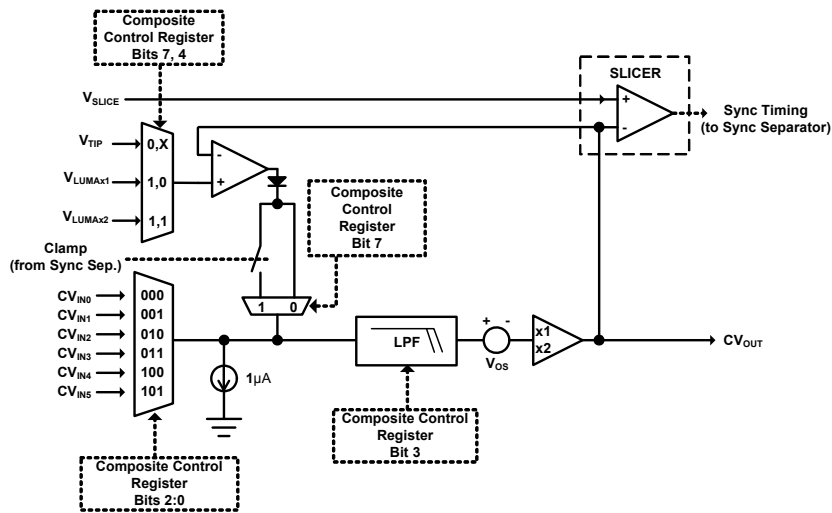 Composite
Control Register
Bits 7, 4
SLICER
VSLICE
+
-
Sync Timing
(to Sync Separator)
VTIP
0,X
VLUMAx1
1,0
VLUMAx2
1,1
-
+
Composite
Control
Register
Bit 7
Clamp
(from Sync Sep.)
1 0
CVIN0
000
CVIN1
001
CVIN2
010
CVIN3
011
CVIN4
100
CVIN5
101
1µA
LPF
+ -
VOS
x1
x2
CVOUT
Composite Control
Register
Bit 3
Composite Control
Register
Bits 2:0